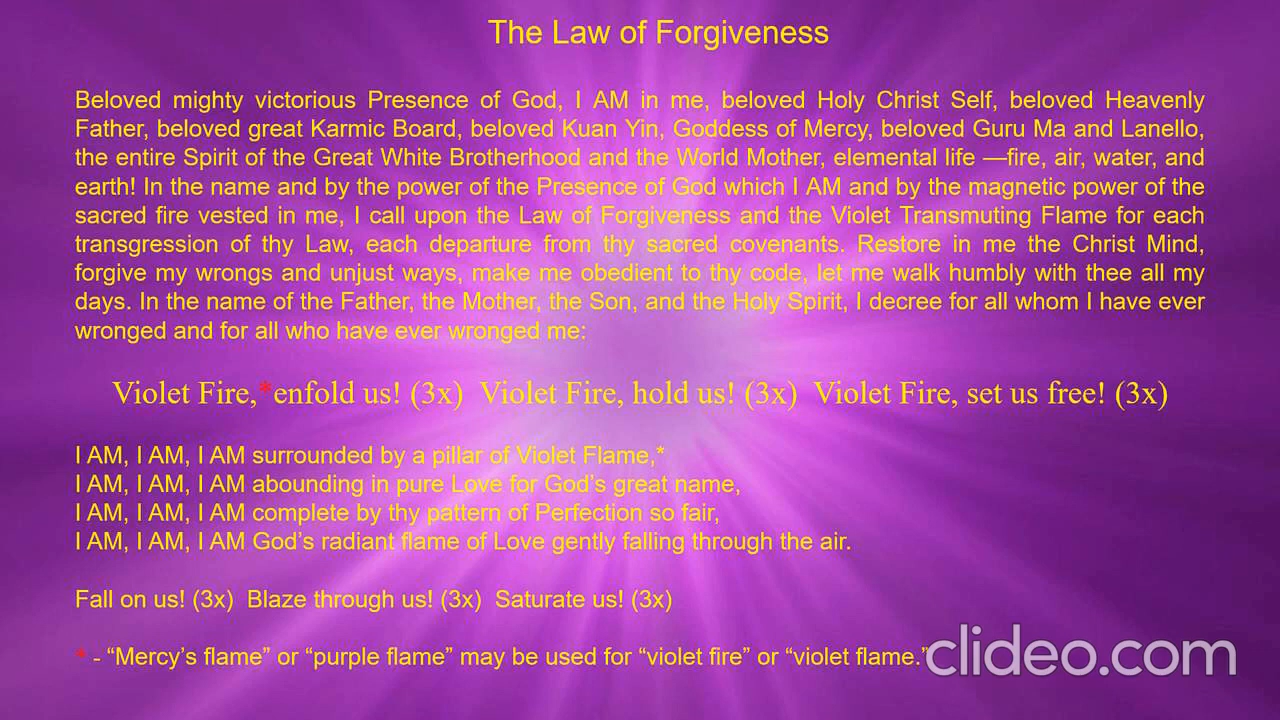 The Law of Forgiveness
Beloved mighty victorious Presence of God, I AM in me, beloved Holy Christ Self, beloved Heavenly
Father, beloved great Karmic Board, beloved Kuan Yin, Goddess of Mercy, beloved Guru Ma and Lanello,
the entire Spirit of the Great White Brotherhood and the World Mother, elemental life —fire, air, water, and
earth! In the name and by the power of the Presence of God which I AM and by the magnetic power of the
sacred fire vested in me, I call upon the Law of Forgiveness and the Violet Transmuting Flame for each
transgression of thy Law, each departure from thy sacred covenants. Restore in me the Christ Mind,
forgive my wrongs and unjust ways, make me obedient to thy code, let me walk humbly with thee all my
days. In the name of the Father, the Mother, the Son, and the Holy Spirit, I decree for all whom I have ever
wronged and for all who have ever wronged me:
Violet Fire,*enfold us! (3x) Violet Fire, hold us! (3x) Violet Fire, set us free! (3x)
I AM, I AM, I AM surrounded by a pillar of Violet Flame,*
I AM, I AM, I AM abounding in pure Love for God’s great name,
I AM, I AM, I AM complete by thy pattern of Perfection so fair,
I AM, I AM, I AM God’s radiant flame of Love gently falling through the air.
Fall on us! (3x) Blaze through us! (3x) Saturate us! (3x)
* - “Mercy’s flame” or “purple flame” may be used for “violet fire” or “violet flame.”
clideo.com